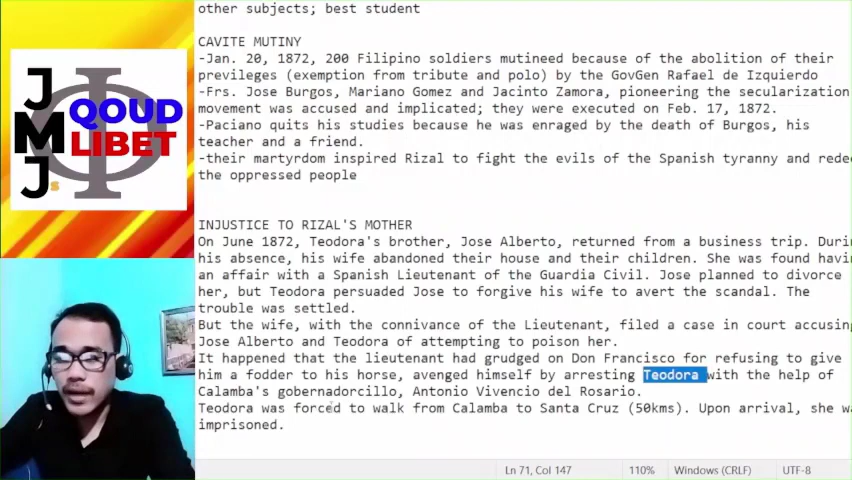 other subjects; best student
CAVITE MUTINY
-Jan. 20, 1872, 200 Filipino soldiers mutineed because of the abolition of their
previleges (exemption from tribute and polo) by the GovGen Rafael de Izquierdo
-Frs. Jose Burgos, Mariano Gomez and Jacinto Zamora, pioneering the secularization
movement was accused and implicated; they were executed on Feb. 17, 1872.
-Paciano quits his studies because he was enraged by the death of Burgos, his
teacher and a friend.
-their martyrdom inspired Rizal to fight the evils of the Spanish tyranny and rede
the oppressed people
INJUSTICE TO RIZAL'S MOTHER
On June 1872, Teodora's brother, Jose Alberto, returned from a business trip. Durin
his absence, his wife abandoned their house and their children. She was found havin
an affair with a Spanish Lieutenant of the Guardia Civil. Jose planned to divorce
her, but Teodora persuaded Jose to forgive his wife to avert the scandal. The
trouble was settled.
But the wife, with the connivance of the Lieutenant, filed a case in court accusing
Jose Alberto and Teodora of attempting to poison her.
It happened that the lieutenant had grudged on Don Francisco for refusing to give
him a fodder to his horse, avenged himself by arresting Teodora with the help of
Calamba's gobernadorcillo, Antonio Vivencio del Rosario.
Teodora was forced to walk from Calamba to Santa Cruz (50kms). Upon arrival, she wa
imprisoned.
Ln 71, Col 147 110% Windows (CRLF) UTF-8
JMJs
QOUD
LIBET